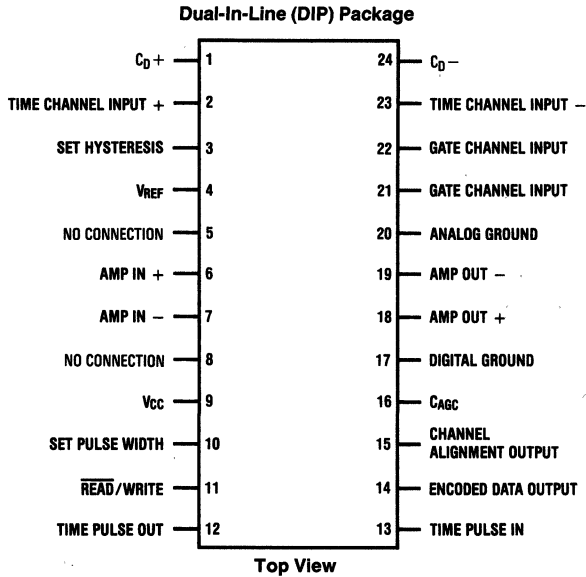 Dual-In-Line (DIP) Package
C_D+ 1 24 C_D−
TIME CHANNEL INPUT + 2 23 TIME CHANNEL INPUT −
SET HYSTERESIS 3 22 GATE CHANNEL INPUT
VREF 4 21 GATE CHANNEL INPUT
NO CONNECTION 5 20 ANALOG GROUND
AMP IN + 6 19 AMP OUT −
AMP IN − 7 18 AMP OUT +
NO CONNECTION 8 17 DIGITAL GROUND
VCC 9 16 CAGC
SET PULSE WIDTH 10 15 CHANNEL
ALIGNMENT OUTPUT
READ/WRITE 11 14 ENCODED DATA OUTPUT
TIME PULSE OUT 12 13 TIME PULSE IN
Top View